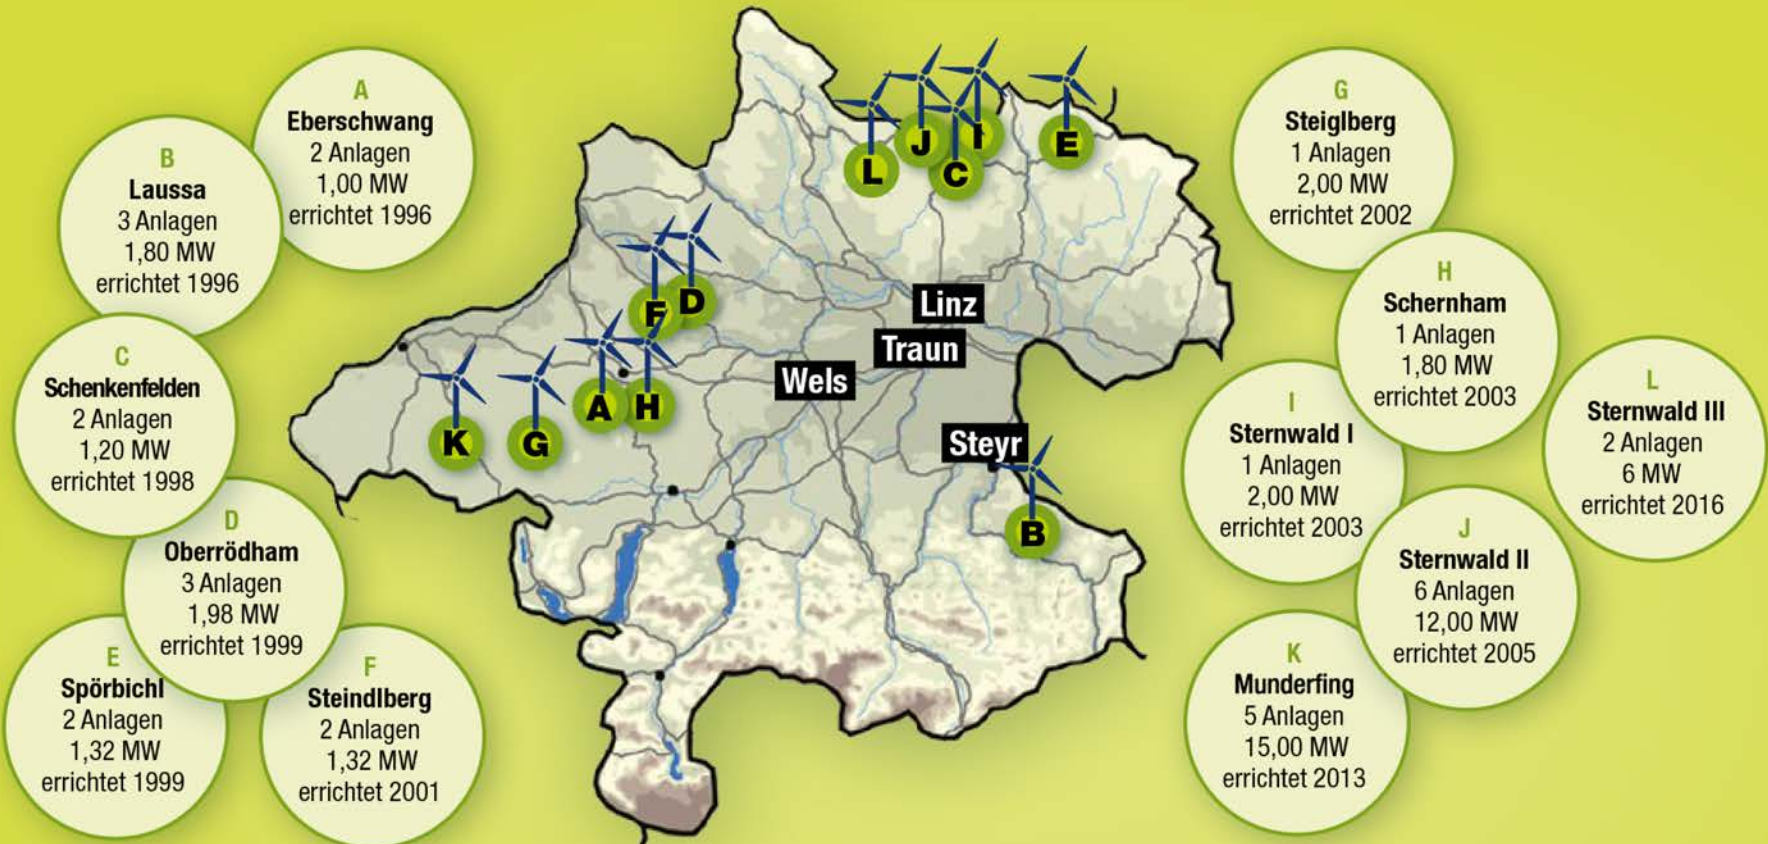 A
Eberschwang
2 Anlagen
1,00 MW
errichtet 1996
B
Laussa
3 Anlagen
1,80 MW
errichtet 1996
C
Schenkenfelden
2 Anlagen
1,20 MW
errichtet 1998
D
Oberrödham
3 Anlagen
1,98 MW
errichtet 1999
E
Spörbichl
2 Anlagen
1,32 MW
errichtet 1999
F
Steindlberg
2 Anlagen
1,32 MW
errichtet 2001
L
J
C
I
E
F
D
A
H
K
G
B
Linz
Traun
Wels
Steyr
G
Steiglberg
1 Anlagen
2,00 MW
errichtet 2002
H
Schernham
1 Anlagen
1,80 MW
errichtet 2003
I
Sternwald I
1 Anlagen
2,00 MW
errichtet 2003
J
Sternwald II
6 Anlagen
12,00 MW
errichtet 2005
K
Munderfing
5 Anlagen
15,00 MW
errichtet 2013
L
Sternwald III
2 Anlagen
6 MW
errichtet 2016